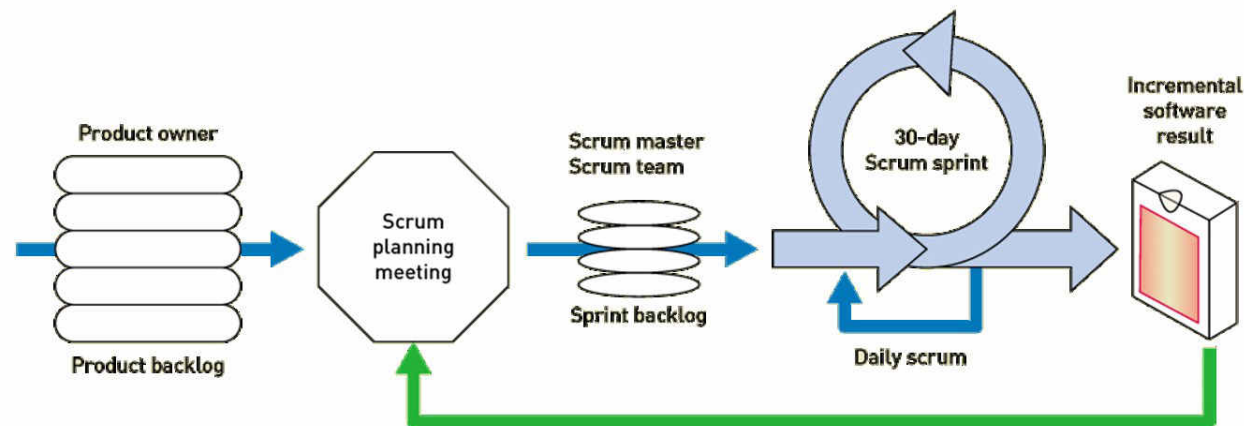 Product owner
Product backlog
Scrum
planning
meeting
Scrum master
Scrum team
Sprint backlog
30-day
Scrum sprint
Daily scrum
Incremental
software
result